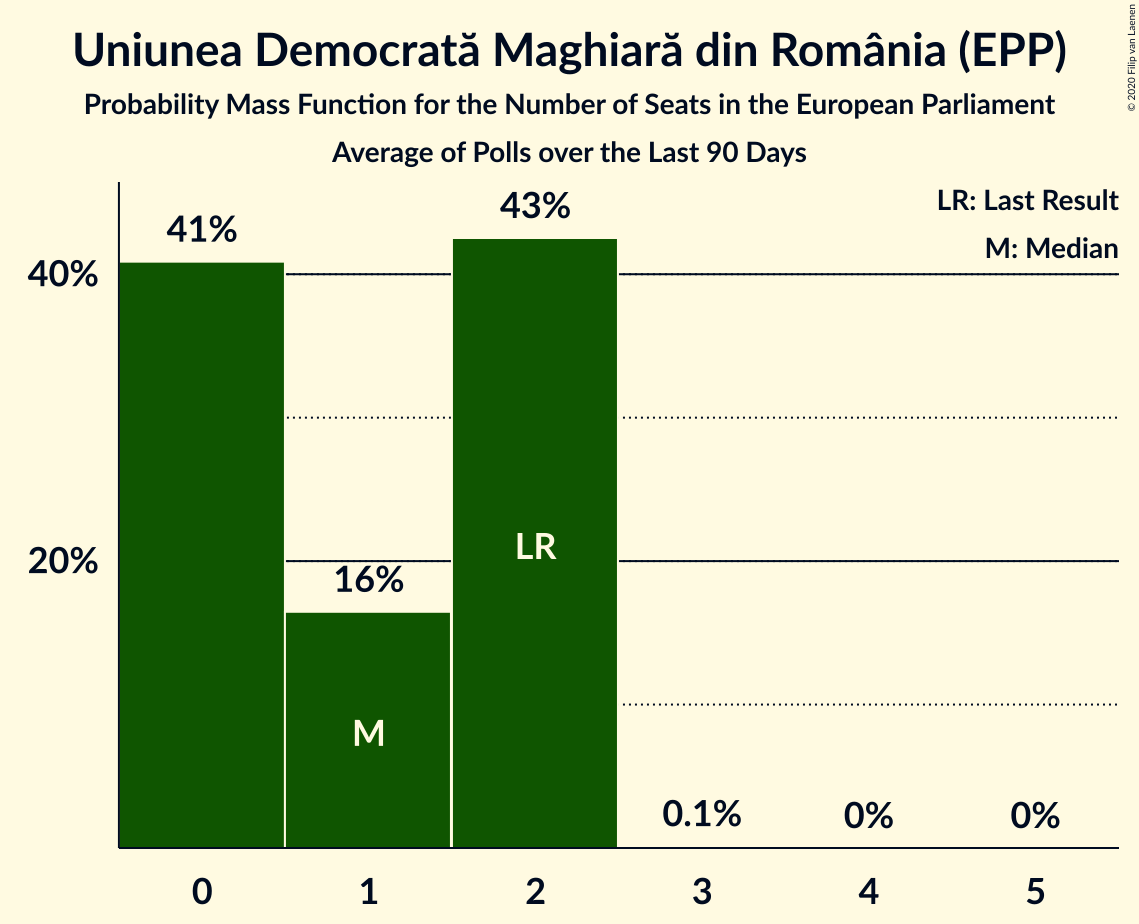 Uniunea Democrată Maghiară din România (EPP)
Probability Mass Function for the Number of Seats in the European Parliament
Average of Polls over the Last 90 Days
© 2020 Filip van Laenen
LR: Last Result
M: Median
41%
16%
43%
0.1%
0%
0%
40%
20%
M
LR
0
1
2
3
4
5